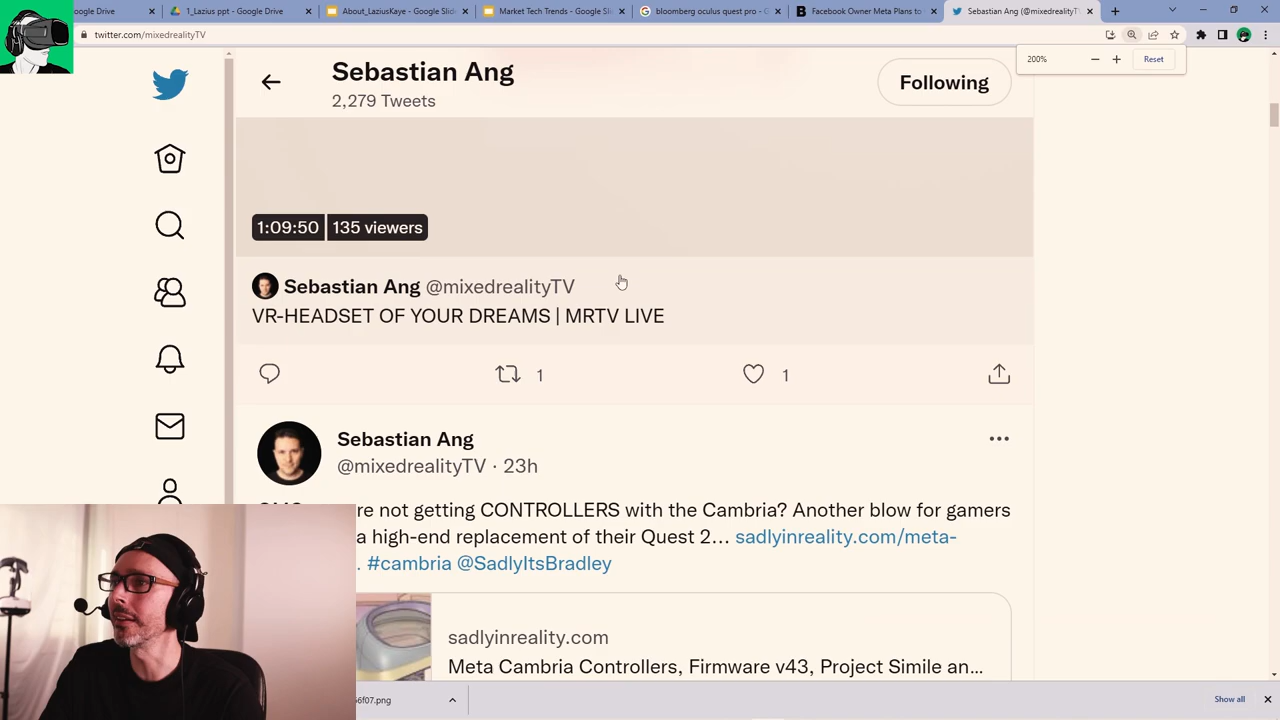 gle Drive
1_Lazius ppt - Google Drive
About_LaziusKaye - Google Slid
Market Tech Trends - Google Sli
bloomberg oculus quest pro - G
Facebook Owner Meta Plans to
Sebastian Ang (@mixedrealityT
twitter.com/mixedrealityTV
200%
Reset
Sebastian Ang
2,279 Tweets
Following
1:09:50 135 viewers
Sebastian Ang @mixedrealityTV
VR-HEADSET OF YOUR DREAMS | MRTV LIVE
1 1
Sebastian Ang
@mixedrealityTV · 23h
re not getting CONTROLLERS with the Cambria? Another blow for gamers
a high-end replacement of their Quest 2... sadlyinreality.com/meta-
. #cambria @SadlyItsBradley
sadlyinreality.com
Meta Cambria Controllers, Firmware v43, Project Simile an...
6f07.png
Show all